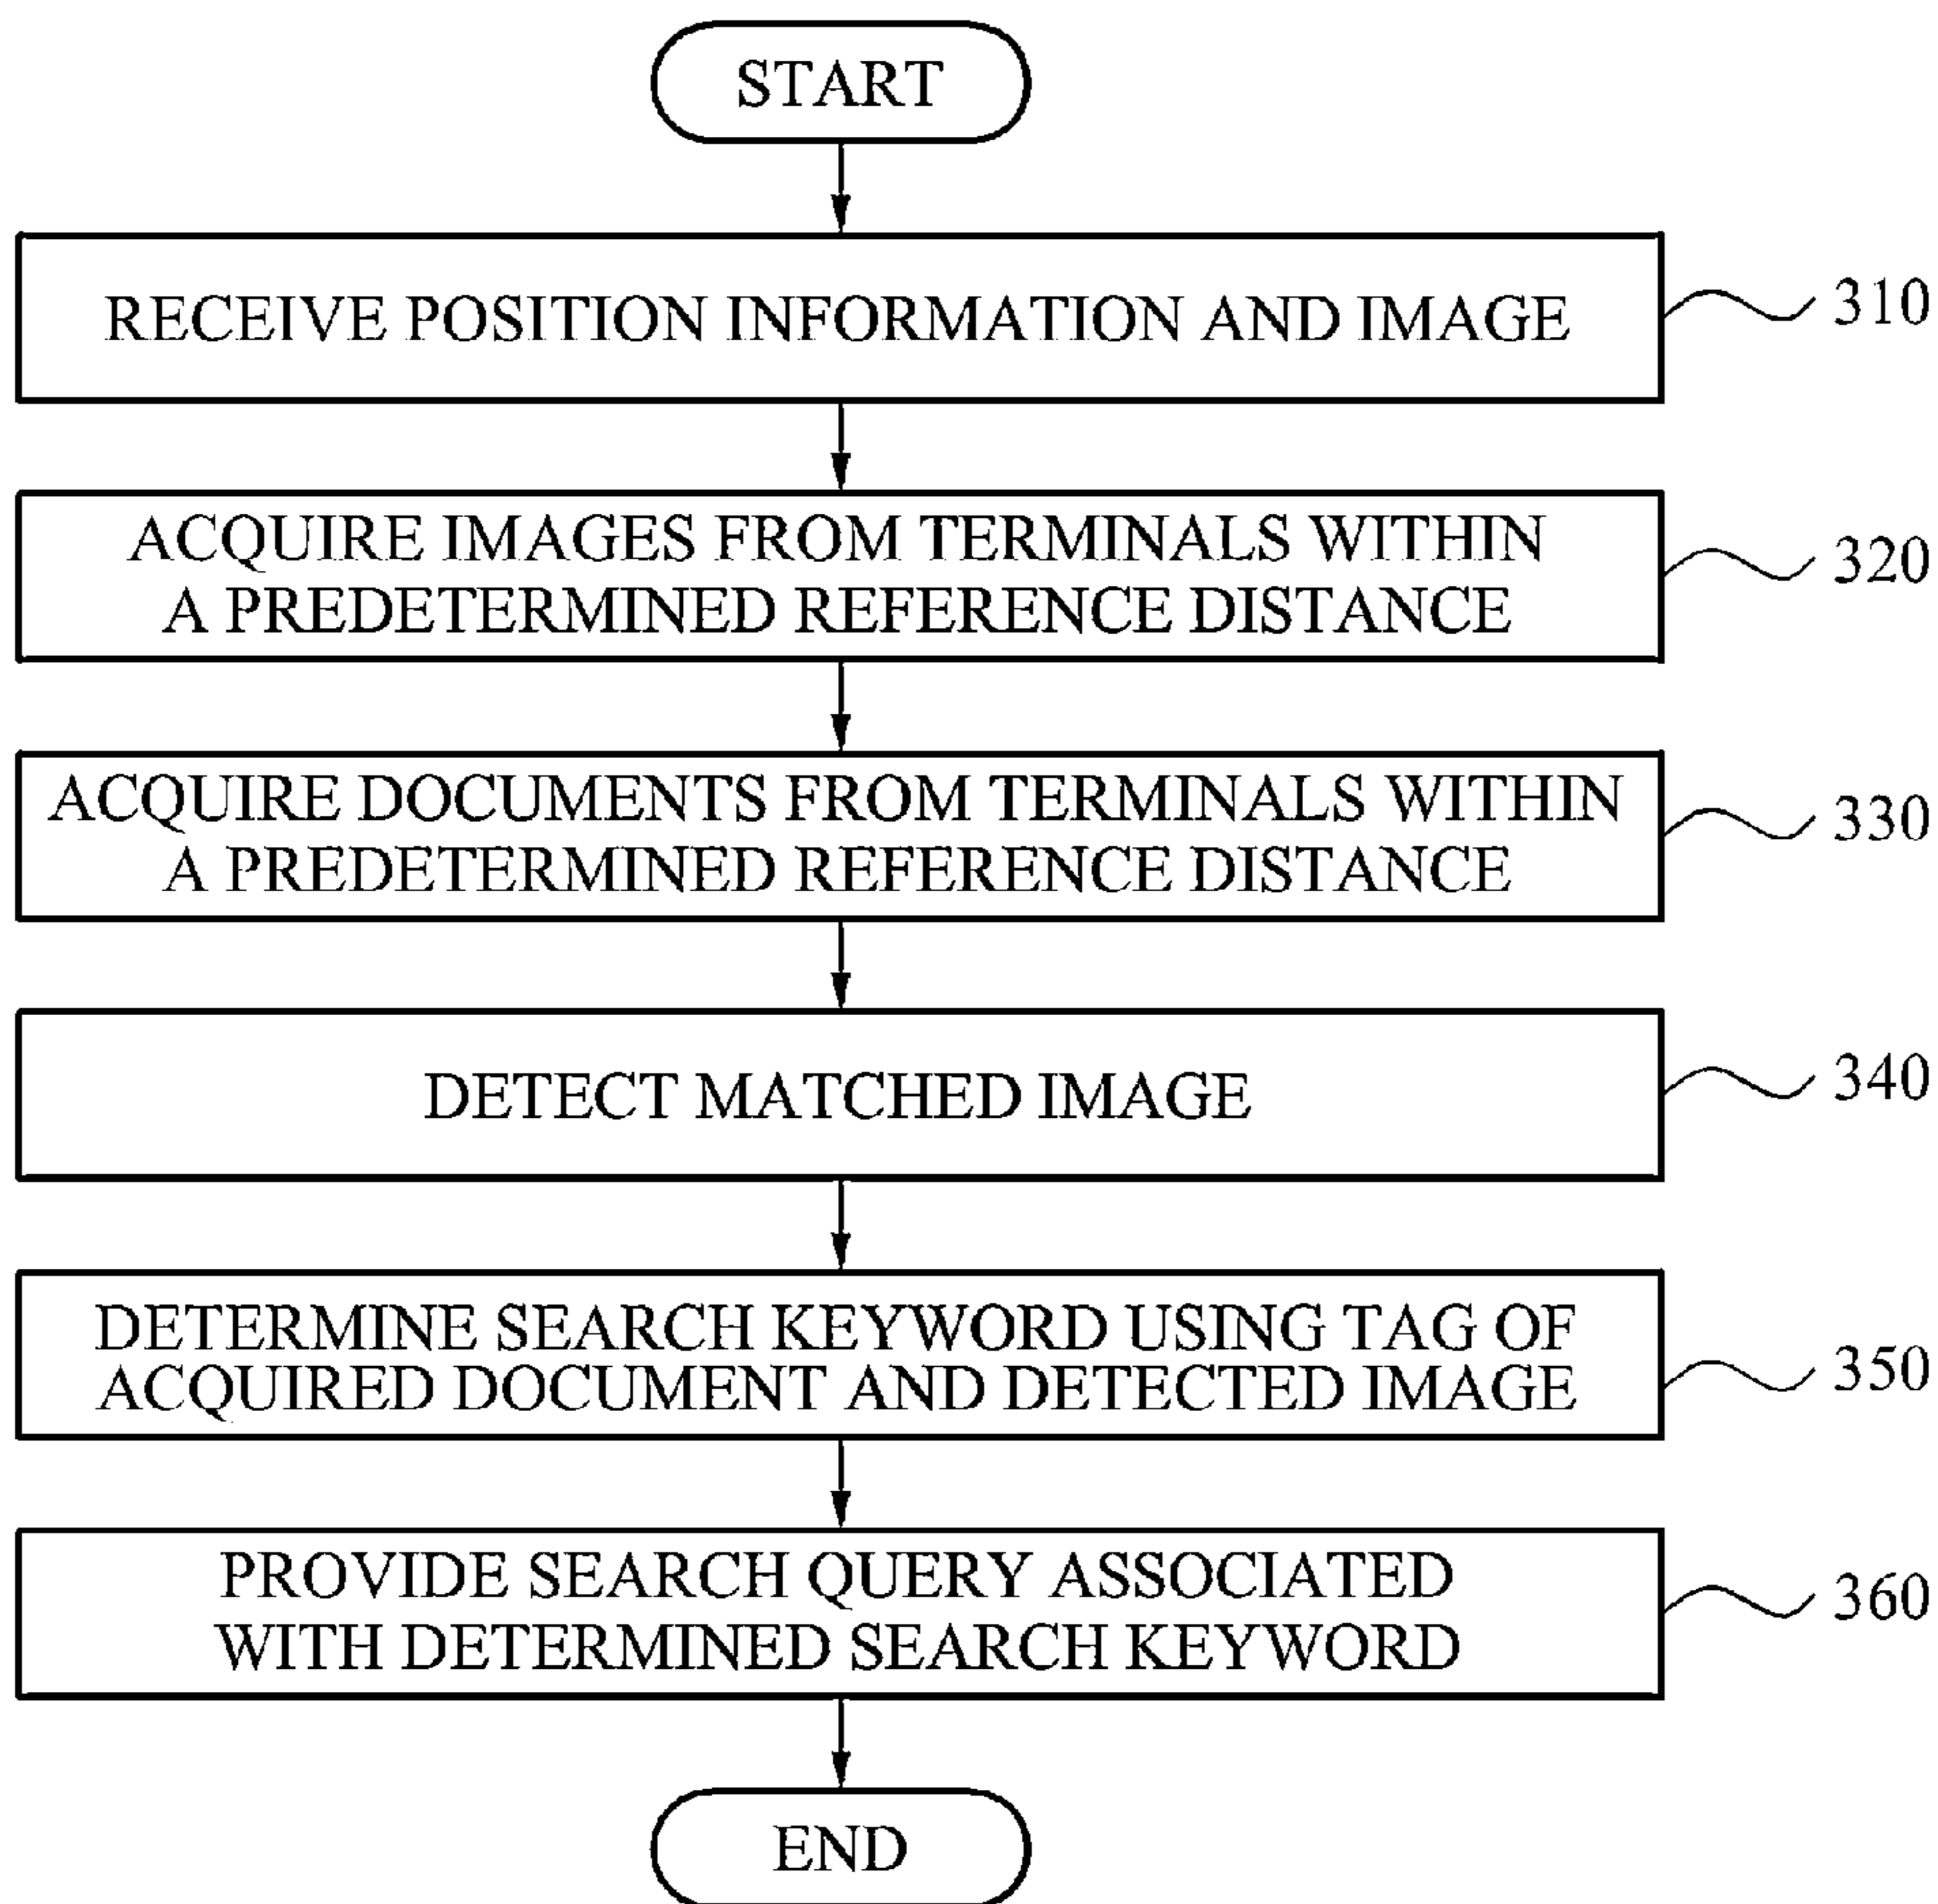 START
RECEIVE POSITION INFORMATION AND IMAGE
310
ACQUIRE IMAGES FROM TERMINALS WITHIN
A PREDETERMINED REFERENCE DISTANCE
320
ACQUIRE DOCUMENTS FROM TERMINALS WITHIN
A PREDETERMINED REFERENCE DISTANCE
330
DETECT MATCHED IMAGE
340
DETERMINE SEARCH KEYWORD USING TAG OF
ACQUIRED DOCUMENT AND DETECTED IMAGE
350
PROVIDE SEARCH QUERY ASSOCIATED
WITH DETERMINED SEARCH KEYWORD
360
END